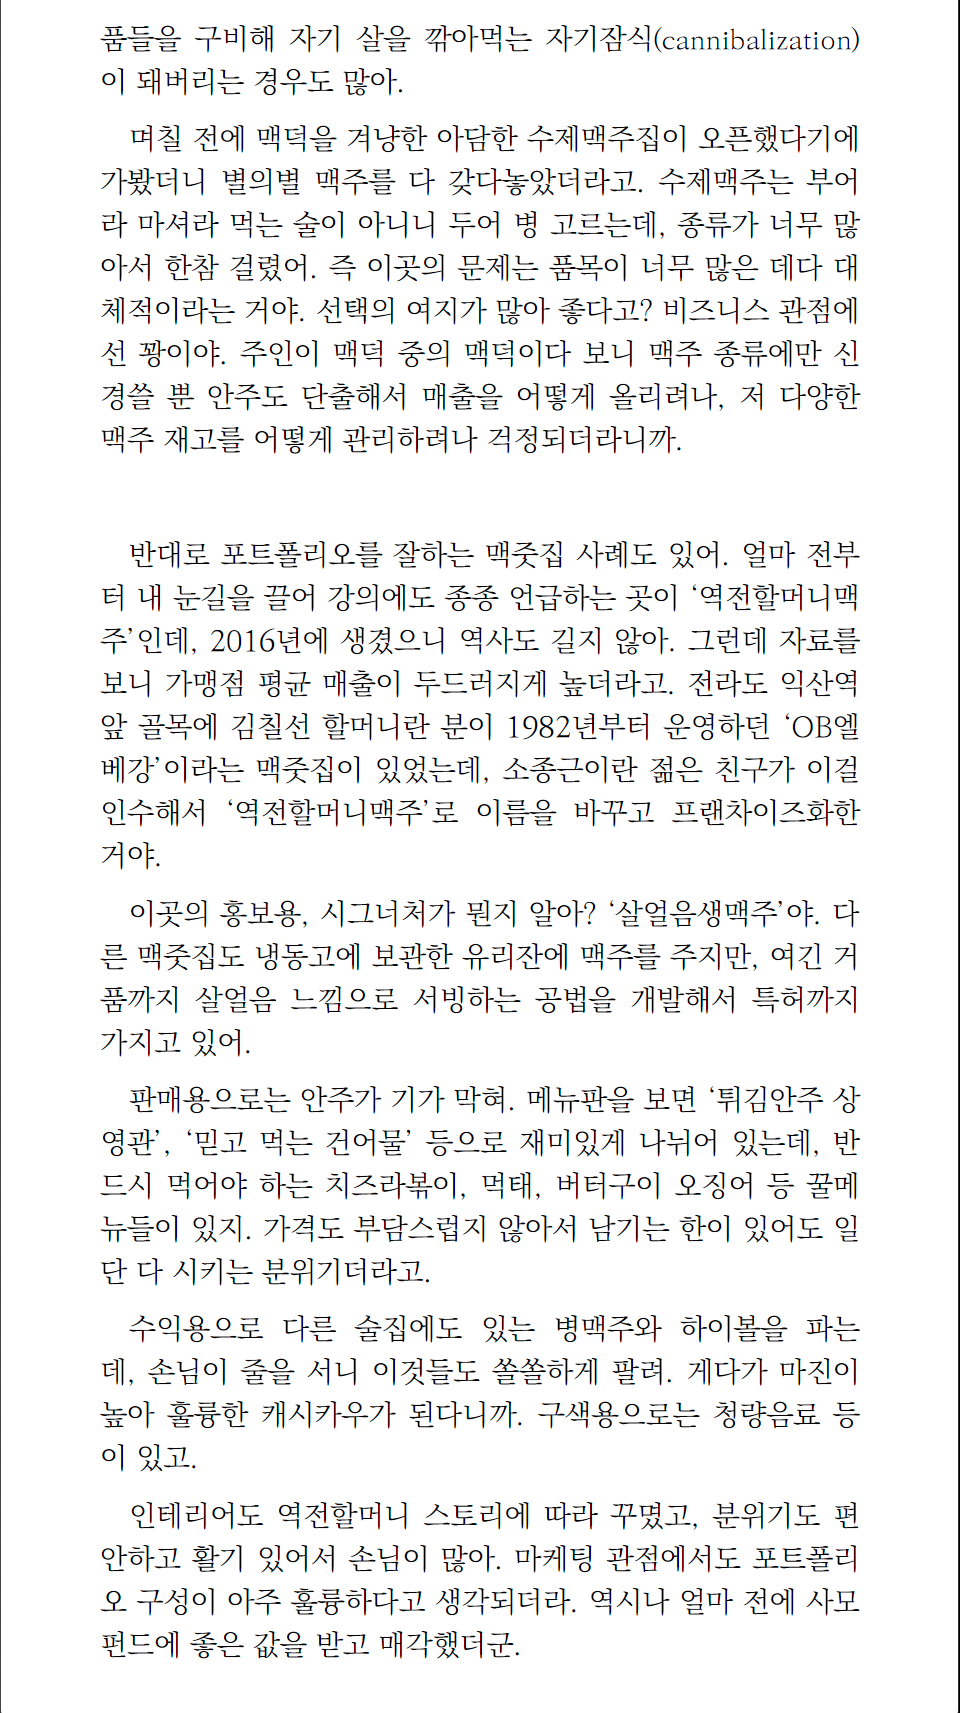 품들을 구비해 자기 살을 깎아먹는 자기잠식(cannibalization)
이 돼버리는 경우도 많아.
며칠 전에 맥덕을 겨냥한 아담한 수제맥주집이 오픈했다기에
가봤더니 별의별 맥주를 다 갖다놓았더라고. 수제맥주는 부어
라 마셔라 먹는 술이 아니니 두어 병 고르는데, 종류가 너무 많
아서 한참 걸렸어. 즉 이곳의 문제는 품목이 너무 많은 데다 대
체적이라는 거야. 선택의 여지가 많아 좋다고? 비즈니스 관점에
선 꽝이야. 주인이 맥덕 중의 맥덕이다 보니 맥주 종류에만 신
경쓸 뿐 안주도 단출해서 매출을 어떻게 올리려나, 저 다양한
맥주 재고를 어떻게 관리하려나 걱정되더라니까.
반대로 포트폴리오를 잘하는 맥줏집 사례도 있어. 얼마 전부
터 내 눈길을 끌어 강의에도 종종 언급하는 곳이 ‘역전할머니맥
주’인데, 2016년에 생겼으니 역사도 길지 않아. 그런데 자료를
보니 가맹점 평균 매출이 두드러지게 높더라고. 전라도 익산역
앞 골목에 김칠선 할머니란 분이 1982년부터 운영하던 ‘OB엘
베강’이라는 맥줏집이 있었는데, 소종근이란 젊은 친구가 이걸
인수해서 ‘역전할머니맥주’로 이름을 바꾸고 프랜차이즈화한
거야.
이곳의 홍보용, 시그너처가 뭔지 알아? ‘살얼음생맥주’야. 다
른 맥줏집도 냉동고에 보관한 유리잔에 맥주를 주지만, 여긴 거
품까지 살얼음 느낌으로 서빙하는 공법을 개발해서 특허까지
가지고 있어.
판매용으로는 안주가 기가 막혀. 메뉴판을 보면 ‘튀김안주 상
영관’, ‘믿고 먹는 건어물’ 등으로 재미있게 나뉘어 있는데, 반
드시 먹어야 하는 치즈라볶이, 먹태, 버터구이 오징어 등 꿀메
뉴들이 있지. 가격도 부담스럽지 않아서 남기는 한이 있어도 일
단 다 시키는 분위기더라고.
수익용으로 다른 술집에도 있는 병맥주와 하이볼을 파는
데, 손님이 줄을 서니 이것들도 쏠쏠하게 팔려. 게다가 마진이
높아 훌륭한 캐시카우가 된다니까. 구색용으로는 청량음료 등
이 있고.
인테리어도 역전할머니 스토리에 따라 꾸몄고, 분위기도 편
안하고 활기 있어서 손님이 많아. 마케팅 관점에서도 포트폴리
오 구성이 아주 훌륭하다고 생각되더라. 역시나 얼마 전에 사모
펀드에 좋은 값을 받고 매각했더군.